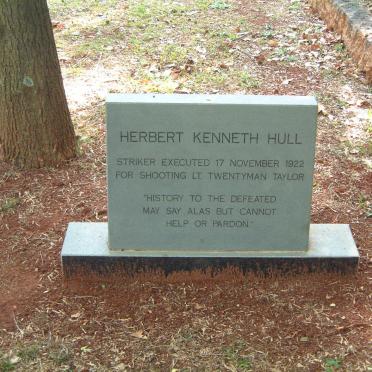 HERBERT KENNETH HULL
STRIKER EXECUTED 17 NOVEMBER 1922
FOR SHOOTING LT. TWENTYMAN TAYLOR
"HISTORY TO THE DEFEATED
MAY SAY ALAS BUT CANNOT
HELP OR PARDON."